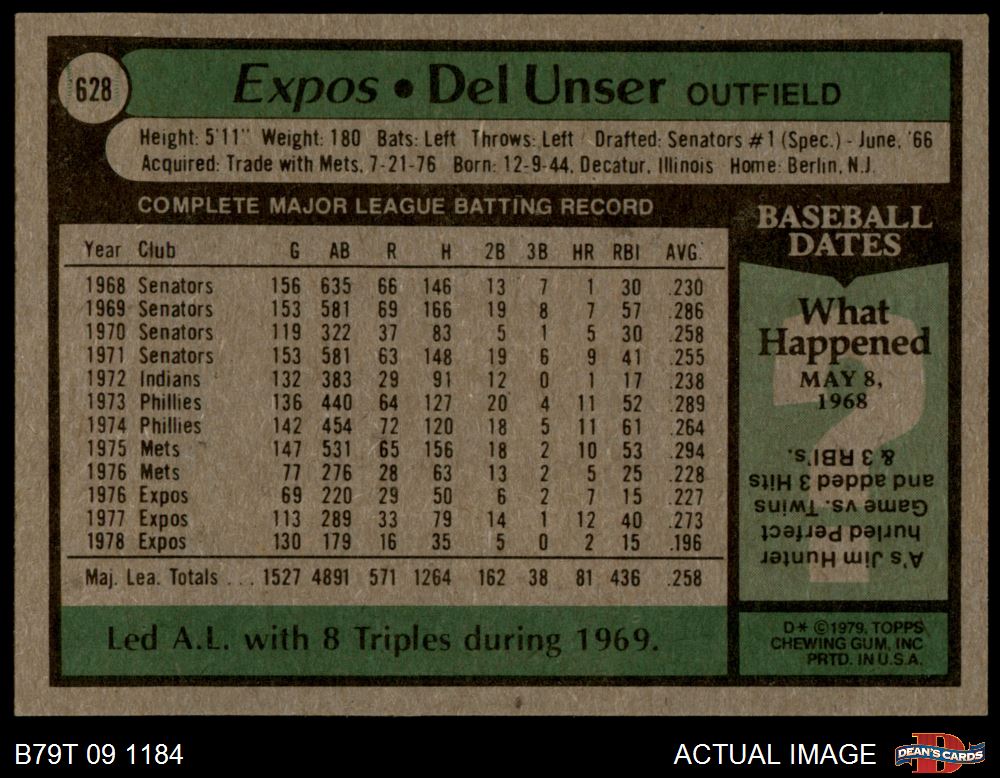 628
Expos • Del Unser OUTFIELD
Height: 5'11" Weight: 180 Bats: Left Throws: Left Drafted: Senators #1 (Spec.) - June, '66
Acquired: Trade with Mets, 7-21-76 Born: 12-9-44, Decatur, Illinois Home: Berlin, N.J.
COMPLETE MAJOR LEAGUE BATTING RECORD
Year Club G AB R H 2B 3B HR RBI AVG.
1968 Senators 156 635 66 146 13 7 1 30 .230
1969 Senators 153 581 69 166 19 8 7 57 .286
1970 Senators 119 322 37 83 5 1 5 30 .258
1971 Senators 153 581 63 148 19 6 9 41 .255
1972 Indians 132 383 29 91 12 0 1 17 .238
1973 Phillies 136 440 64 127 20 4 11 52 .289
1974 Phillies 142 454 72 120 18 5 11 61 .264
1975 Mets 147 531 65 156 18 2 10 53 .294
1976 Mets 77 276 28 63 13 2 5 25 .228
1976 Expos 69 220 29 50 6 2 7 15 .227
1977 Expos 113 289 33 79 14 1 12 40 .273
1978 Expos 130 179 16 35 5 0 2 15 .196
Maj. Lea. Totals . . . 1527 4891 571 1264 162 38 81 436 .258
Led A.L. with 8 Triples during 1969.
BASEBALL
DATES
What
Happened
MAY 8,
1968
?
A's Jim Hunter
hurled Perfect
Game vs. Twins
and added 3 Hits
& 3 RBI's.
D* ©1979, TOPPS
CHEWING GUM, INC
PRTD. IN U.S.A.
B79T 09 1184
ACTUAL IMAGE
DEAN'S CARDS